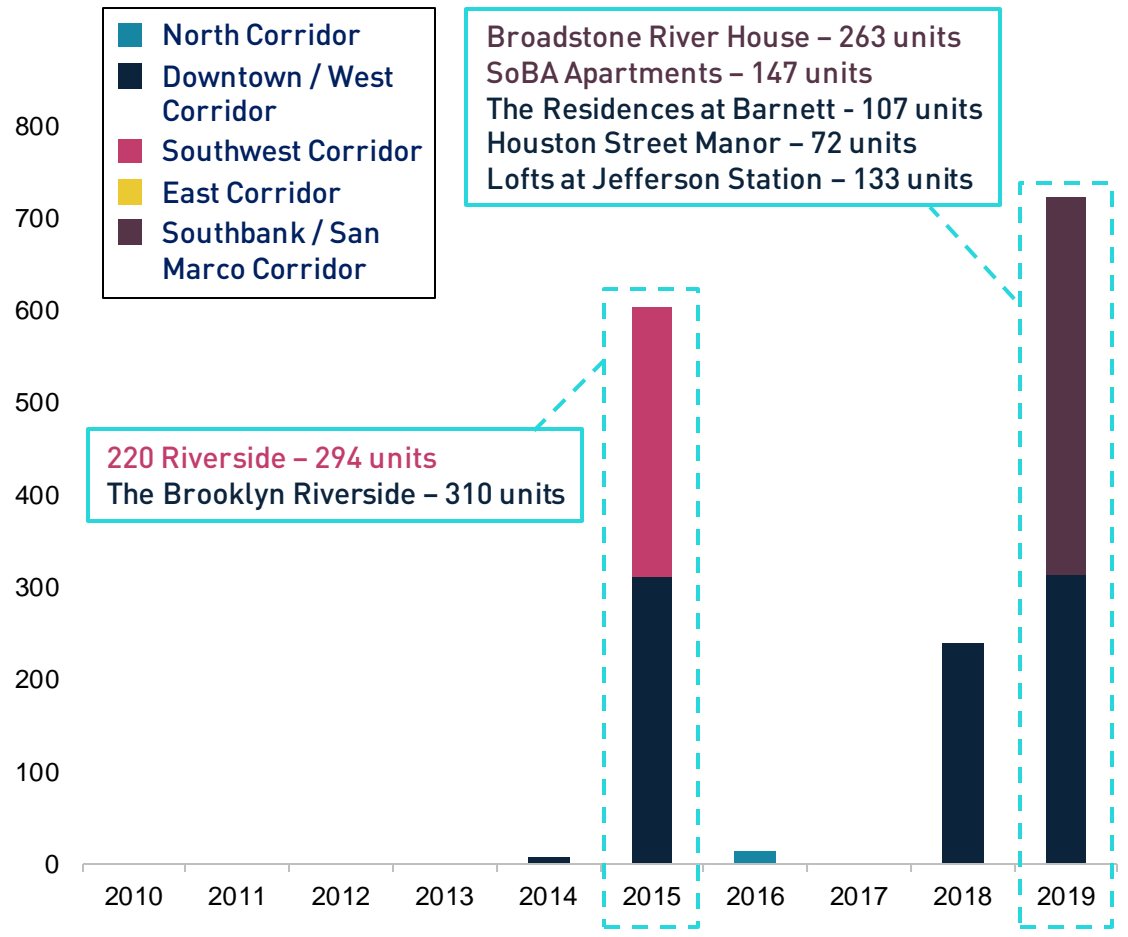 North Corridor
Downtown / West
Corridor
Southwest Corridor
East Corridor
Southbank / San
Marco Corridor
Broadstone River House – 263 units
SoBA Apartments – 147 units
The Residences at Barnett - 107 units
Houston Street Manor – 72 units
Lofts at Jefferson Station – 133 units
220 Riverside – 294 units
The Brooklyn Riverside – 310 units
800
700
600
500
400
300
200
100
0
2010 2011 2012 2013 2014 2015 2016 2017 2018 2019